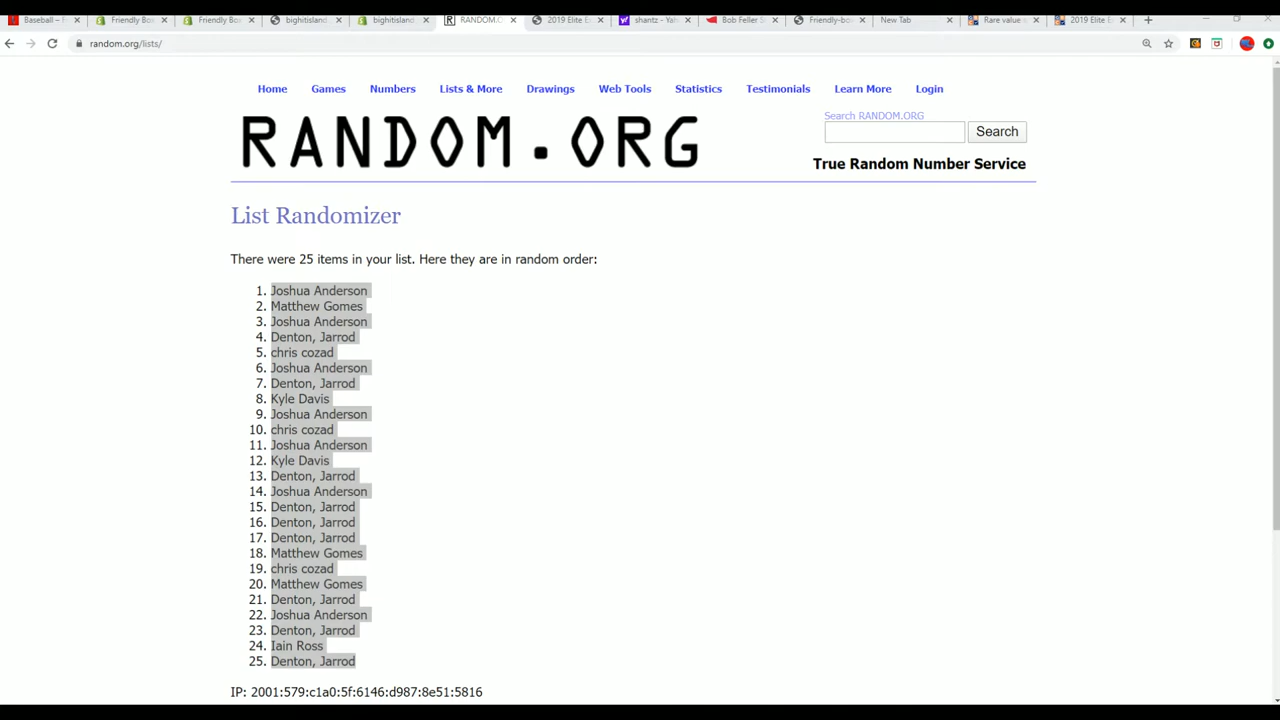 Baseball – F
Friendly Box
Friendly Box
bighitisland
bighitisland
RANDOM.O
2019 Elite Ex
shantz - Yah
Bob Feller S
Friendly-bo
New Tab
Rare value
2019 Elite E
random.org/lists/
Home Games Numbers Lists & More Drawings Web Tools Statistics Testimonials Learn More Login
Search RANDOM.ORG
RANDOM.ORG
Search
True Random Number Service
List Randomizer
There were 25 items in your list. Here they are in random order:
1. Joshua Anderson
2. Matthew Gomes
3. Joshua Anderson
4. Denton, Jarrod
5. chris cozad
6. Joshua Anderson
7. Denton, Jarrod
8. Kyle Davis
9. Joshua Anderson
10. chris cozad
11. Joshua Anderson
12. Kyle Davis
13. Denton, Jarrod
14. Joshua Anderson
15. Denton, Jarrod
16. Denton, Jarrod
17. Denton, Jarrod
18. Matthew Gomes
19. chris cozad
20. Matthew Gomes
21. Denton, Jarrod
22. Joshua Anderson
23. Denton, Jarrod
24. Iain Ross
25. Denton, Jarrod
IP: 2001:579:c1a0:5f:6146:d987:8e51:5816